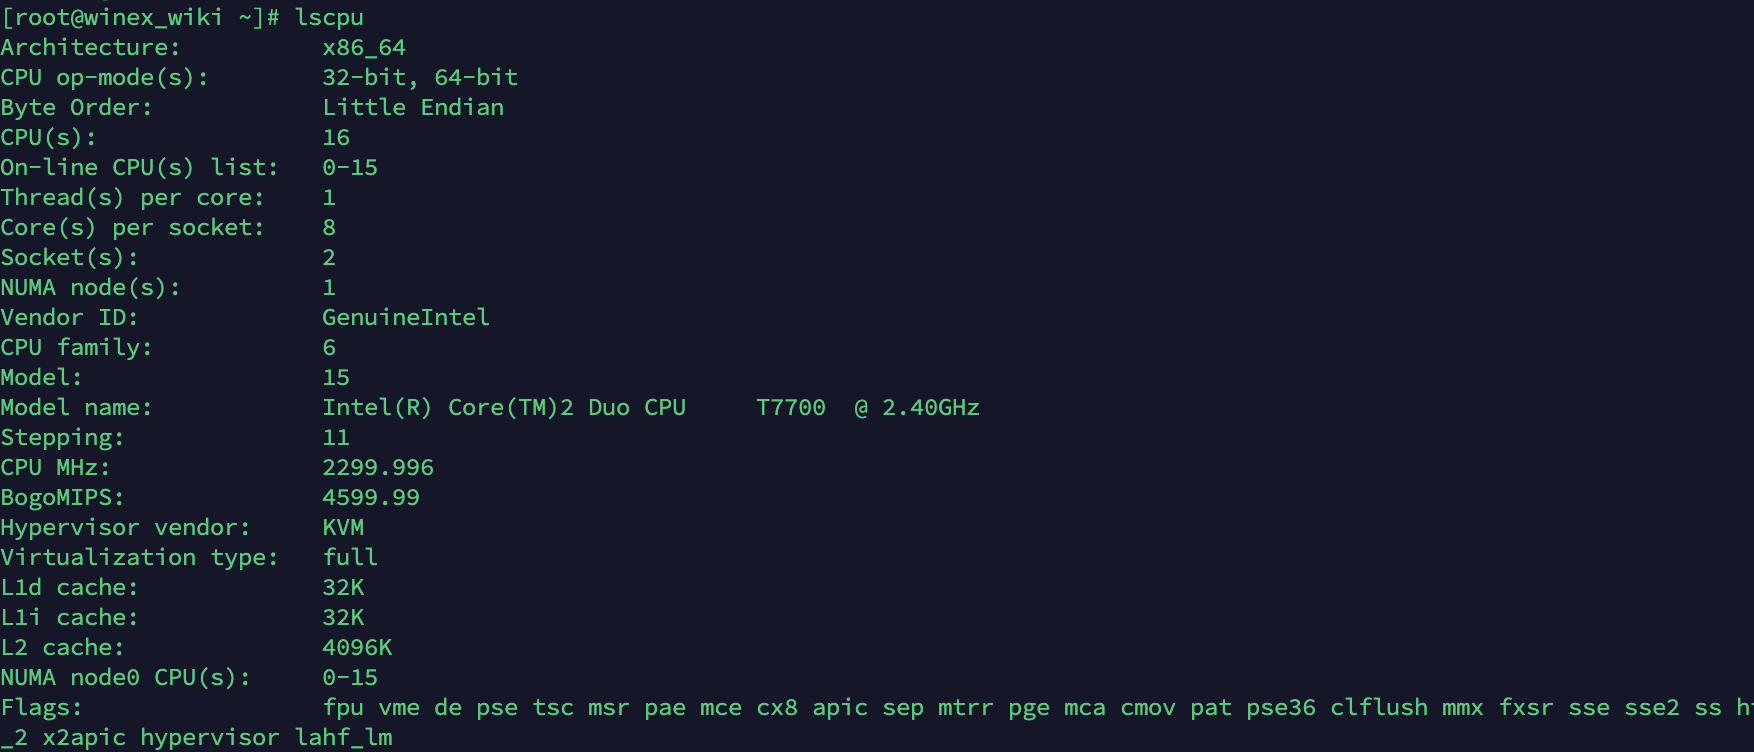 [root@winex_wiki ~]# lscpu
Architecture:          x86_64
CPU op-mode(s):        32-bit, 64-bit
Byte Order:            Little Endian
CPU(s):                16
On-line CPU(s) list:   0-15
Thread(s) per core:    1
Core(s) per socket:    8
Socket(s):             2
NUMA node(s):          1
Vendor ID:             GenuineIntel
CPU family:            6
Model:                 15
Model name:            Intel(R) Core(TM)2 Duo CPU     T7700  @ 2.40GHz
Stepping:              11
CPU MHz:               2299.996
BogoMIPS:              4599.99
Hypervisor vendor:     KVM
Virtualization type:   full
L1d cache:             32K
L1i cache:             32K
L2 cache:              4096K
NUMA node0 CPU(s):     0-15
Flags:                 fpu vme de pse tsc msr pae mce cx8 apic sep mtrr pge mca cmov pat pse36 clflush mmx fxsr sse sse2 ss
_2 x2apic hypervisor lahf_lm